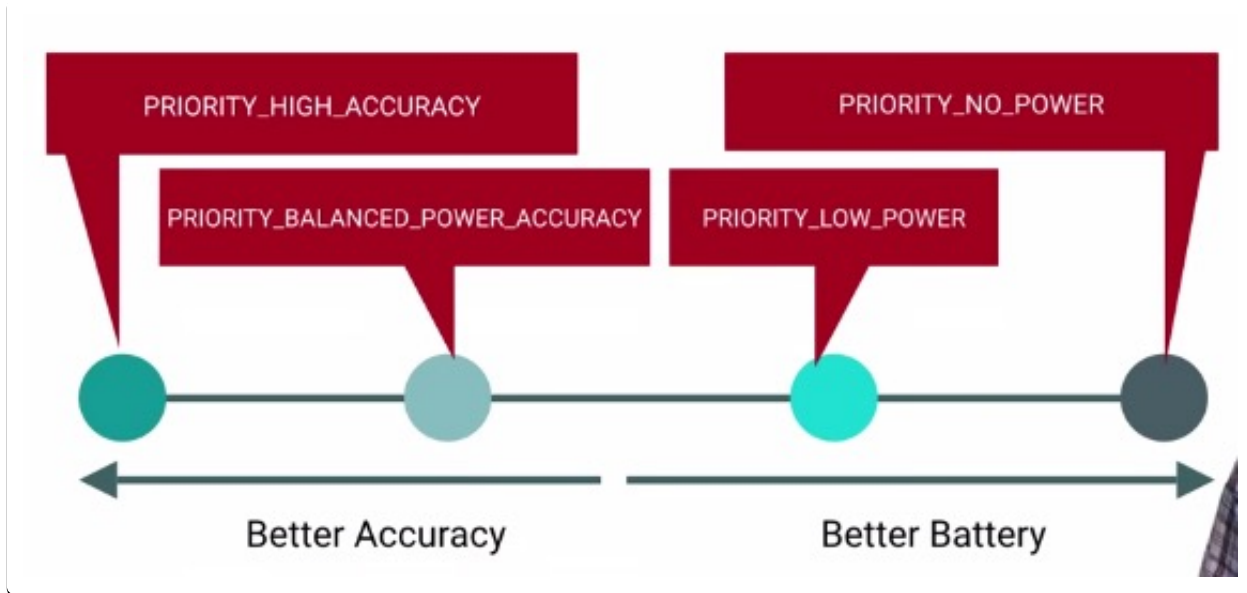 PRIORITY_HIGH_ACCURACY
PRIORITY_NO_POWER
PRIORITY_BALANCED_POWER_ACCURACY
PRIORITY_LOW_POWER
Better Accuracy
Better Battery